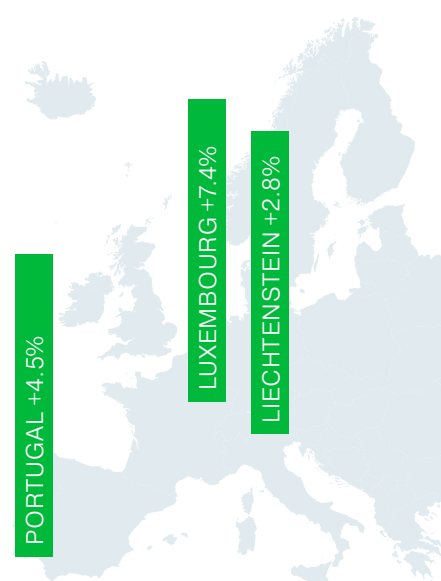 PORTUGAL +4.5%
LUXEMBOURG +7.4%
LIECHTENSTEIN +2.8%